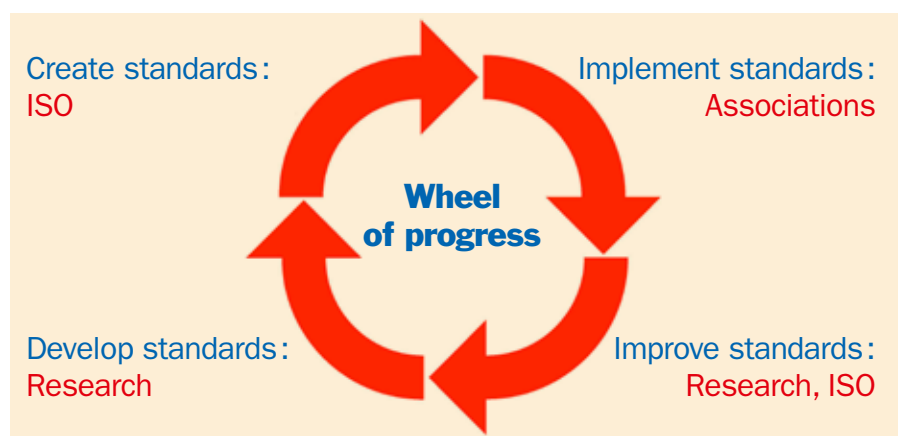 Create standards:
ISO
Implement standards:
Associations
Wheel
of progress
Develop standards:
Research
Improve standards:
Research, ISO